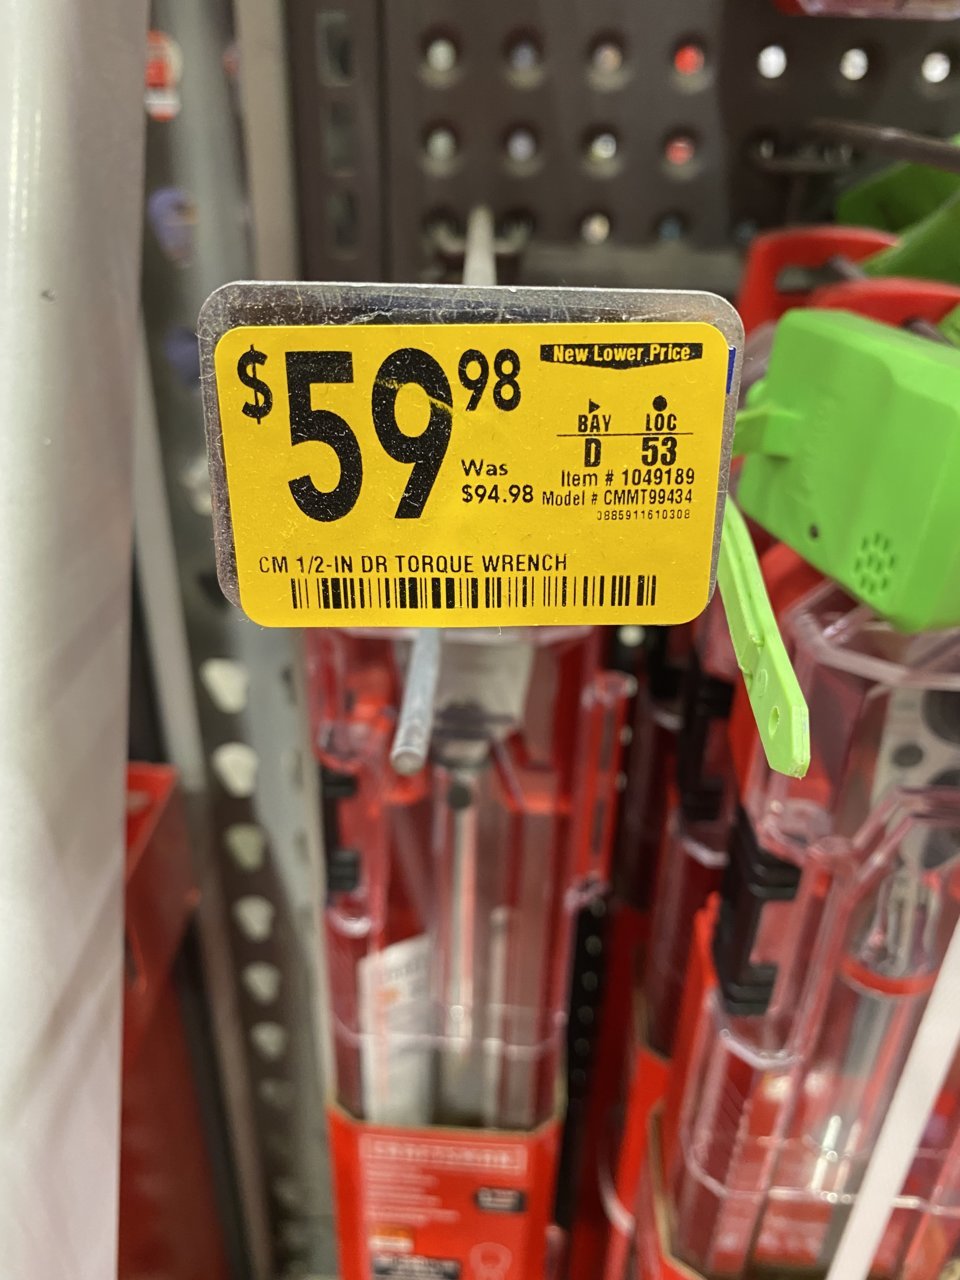 $59 98
New Lower Price
BAY LOC
D 53
Was
$94.98
Item # 1049189
Model # CMMT99434
0885911610308
CM 1/2-IN DR TORQUE WRENCH